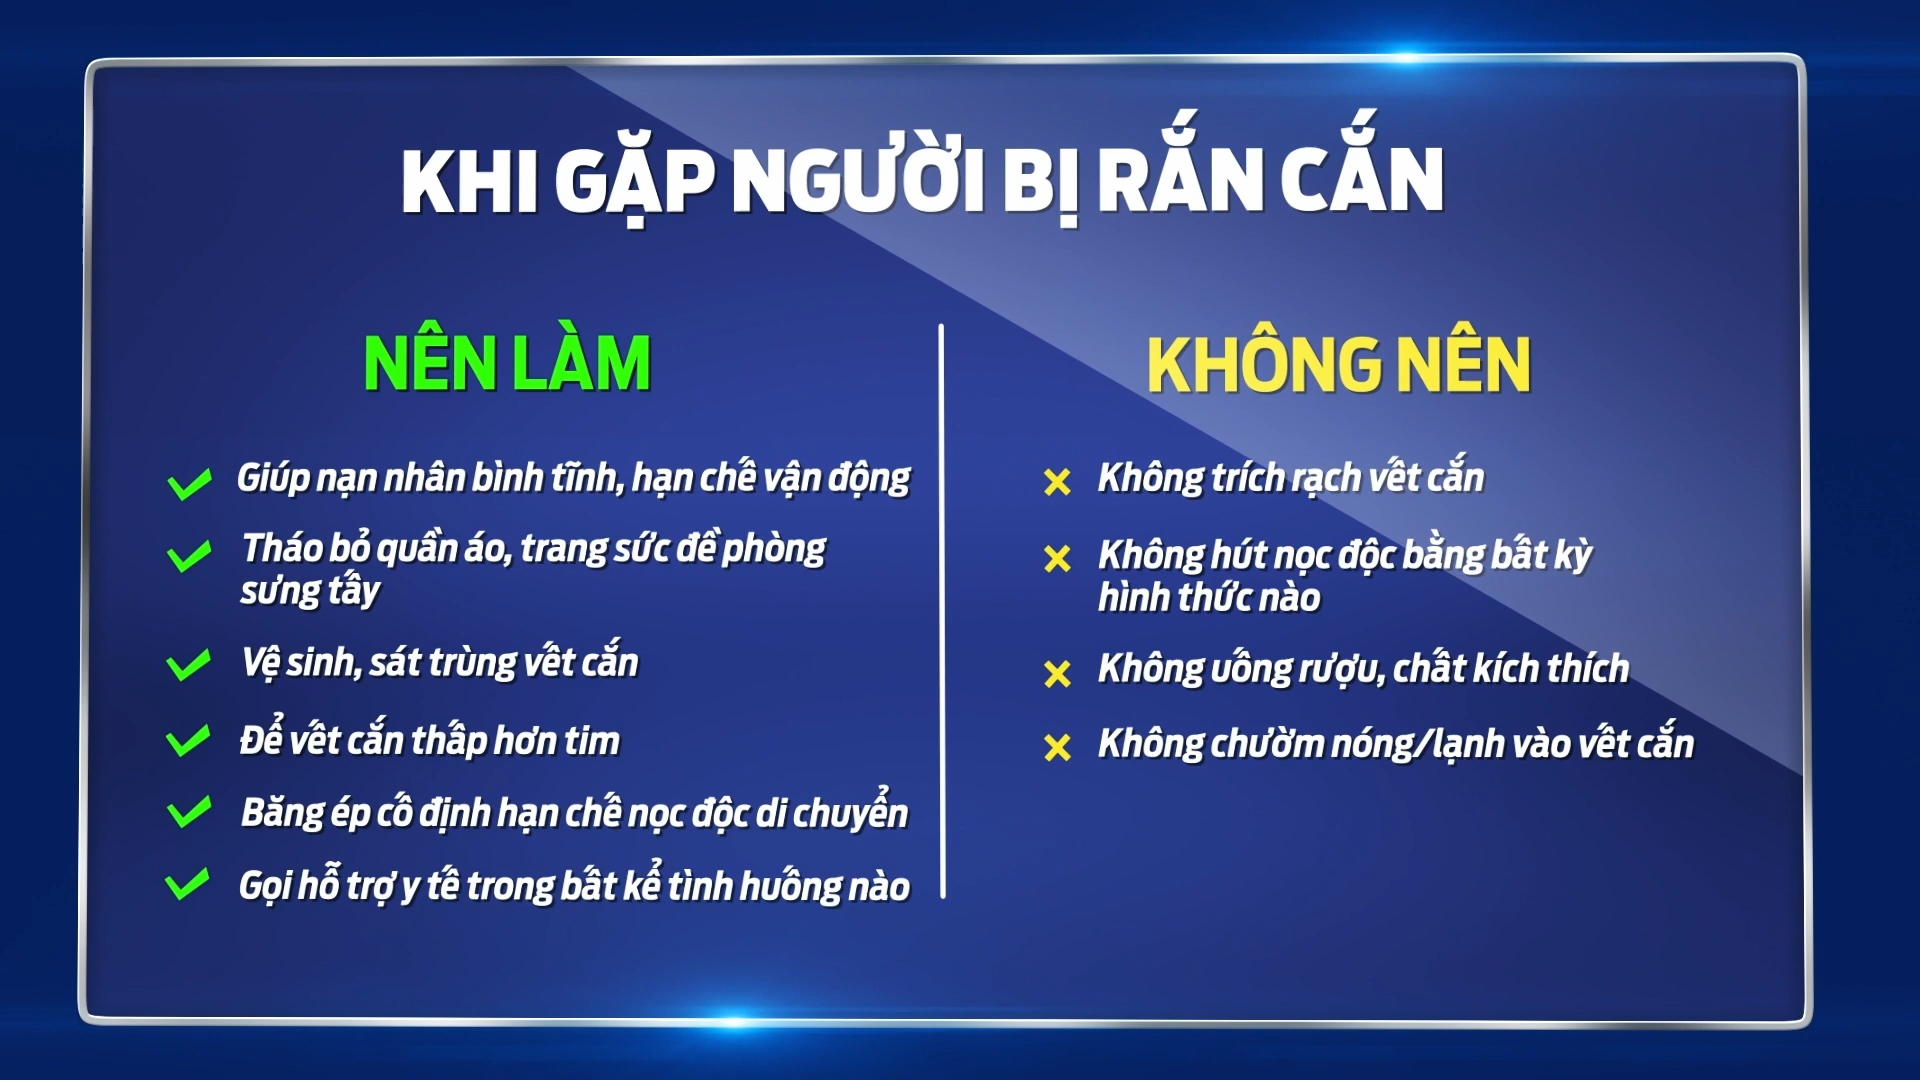 KHI GẶP NGƯỜI BỊ RẮN CẮN
NÊN LÀM
Giúp nạn nhân bình tĩnh, hạn chế vận động
Tháo bỏ quần áo, trang sức đề phòng
sưng tấy
Vệ sinh, sát trùng vết cắn
Để vết cắn thấp hơn tim
Băng ép cố định hạn chế nọc độc di chuyển
Gọi hỗ trợ y tế trong bất kể tình huống nào
KHÔNG NÊN
Không trích rạch vết cắn
Không hút nọc độc bằng bất kỳ
hình thức nào
Không uống rượu, chất kích thích
Không chườm nóng/lạnh vào vết cắn